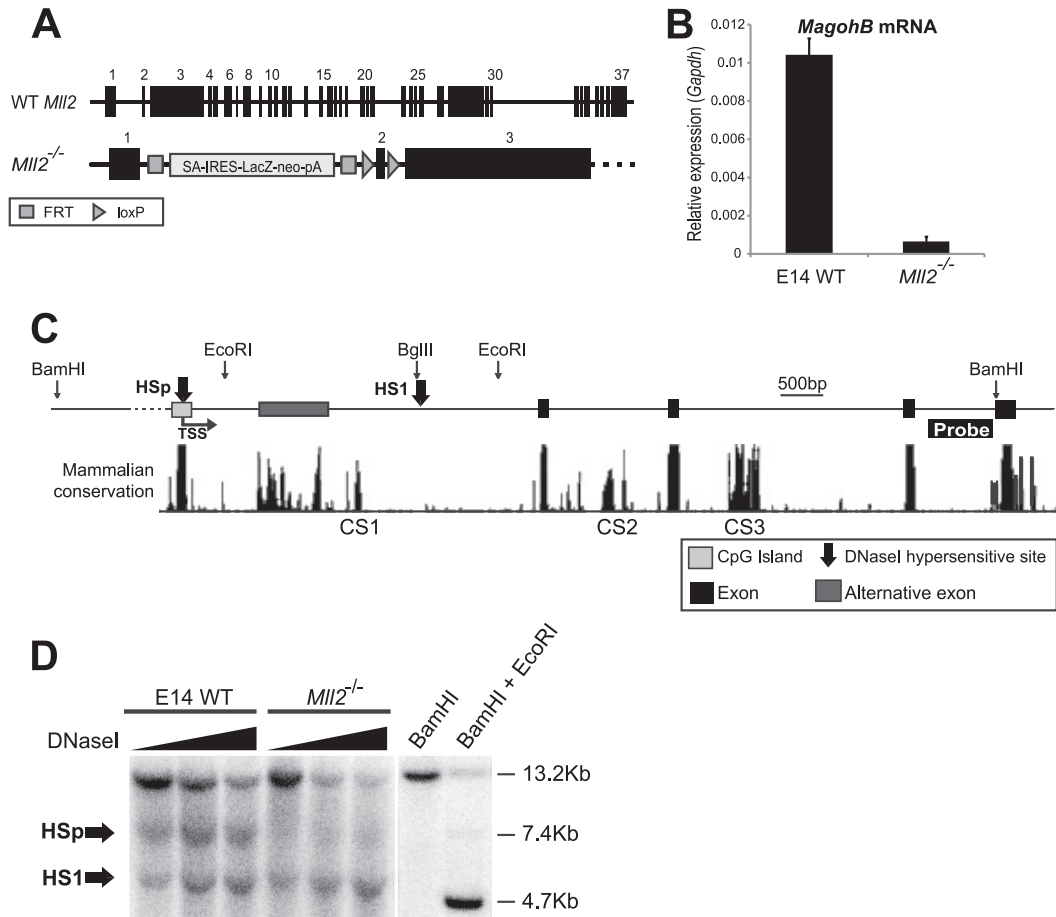 A
1 2 3 4 6 8 10 15 20 25 30 37
WT Mll2
1 2 3
Mll2-/-
SA-IRES-LacZ-neo-pA
FRT loxP
B
MagohB mRNA
Relative expression (Gapdh)
0.012
0.01
0.008
0.006
0.004
0.002
0
E14 WT Mll2-/-
C
BamHI EcoRI BglII EcoRI BamHI
HSp HS1 500bp
TSS
Probe
Mammalian
conservation
CS1 CS2 CS3
CpG Island DNaseI hypersensitive site
Exon Alternative exon
D
E14 WT Mll2-/- BamHI BamHI + EcoRI
DNaseI
13.2Kb
HSp 7.4Kb
HS1
4.7Kb